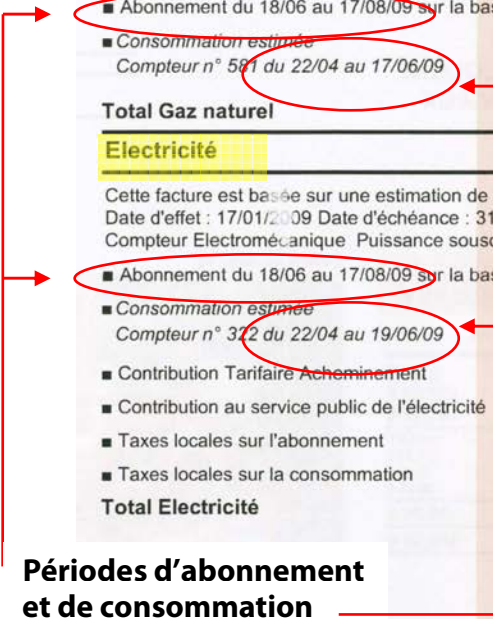 ■ Abonnement du 18/06 au 17/08/09 sur la bas
■ Consommation estimée
Compteur n° 581 du 22/04 au 17/06/09
Total Gaz naturel
Electricité
Cette facture est basée sur une estimation de
Date d'effet : 17/01/2009 Date d'échéance : 31
Compteur Electromécanique Puissance sousc
■ Abonnement du 18/06 au 17/08/09 sur la bas
■ Consommation estimée
Compteur n° 322 du 22/04 au 19/06/09
■ Contribution Tarifaire Acheminement
■ Contribution au service public de l'électricité
■ Taxes locales sur l'abonnement
■ Taxes locales sur la consommation
Total Electricité
Périodes d'abonnement
et de consommation